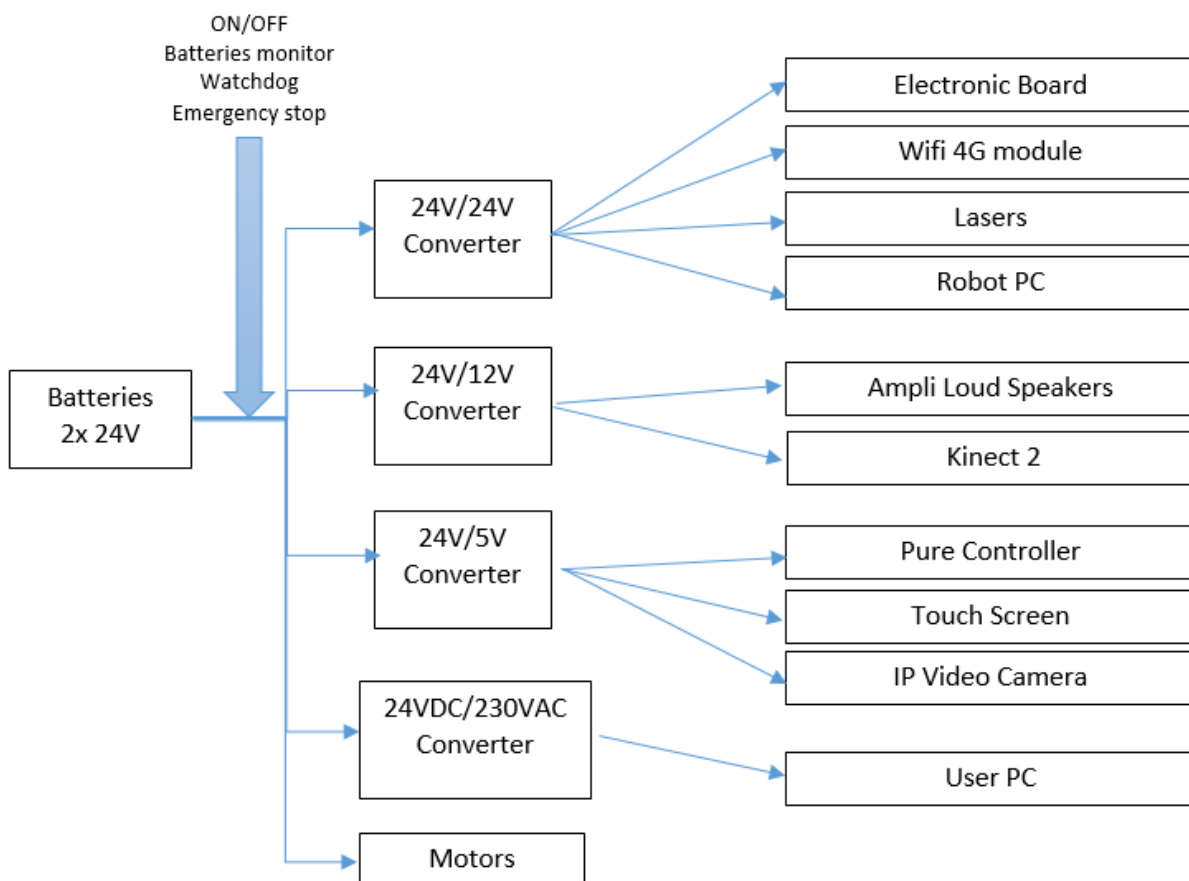 ON/OFF
Batteries monitor
Watchdog
Emergency stop
Batteries
2x 24V
24V/24V
Converter
Electronic Board
Wifi 4G module
Lasers
Robot PC
24V/12V
Converter
Ampli Loud Speakers
Kinect 2
24V/5V
Converter
Pure Controller
Touch Screen
IP Video Camera
24VDC/230VAC
Converter
User PC
Motors